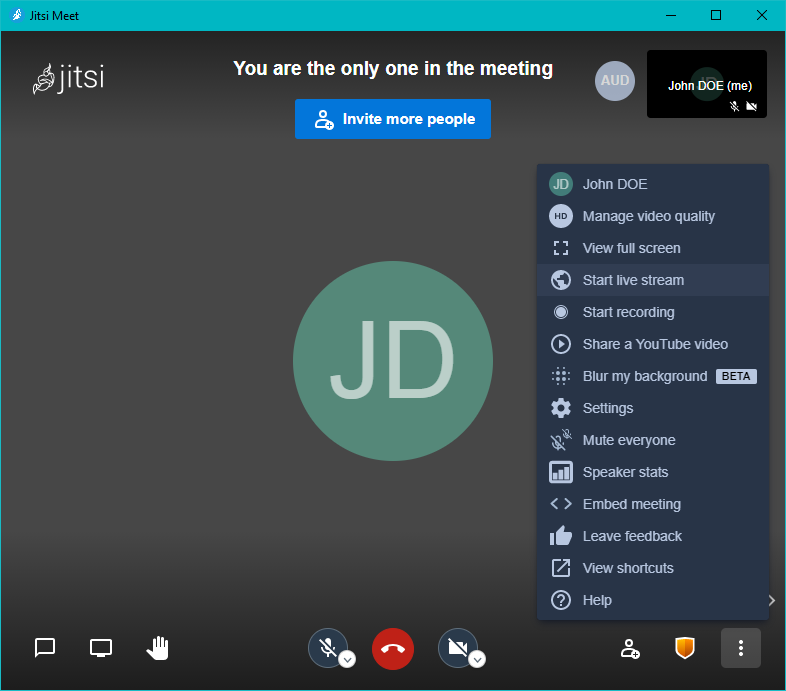 Jitsi Meet
jitsi
You are the only one in the meeting
Invite more people
AUD
John DOE (me)
JD
John DOE
HD
Manage video quality
View full screen
Start live stream
Start recording
Share a YouTube video
Blur my background BETA
Settings
Mute everyone
Speaker stats
Embed meeting
Leave feedback
View shortcuts
Help
JD